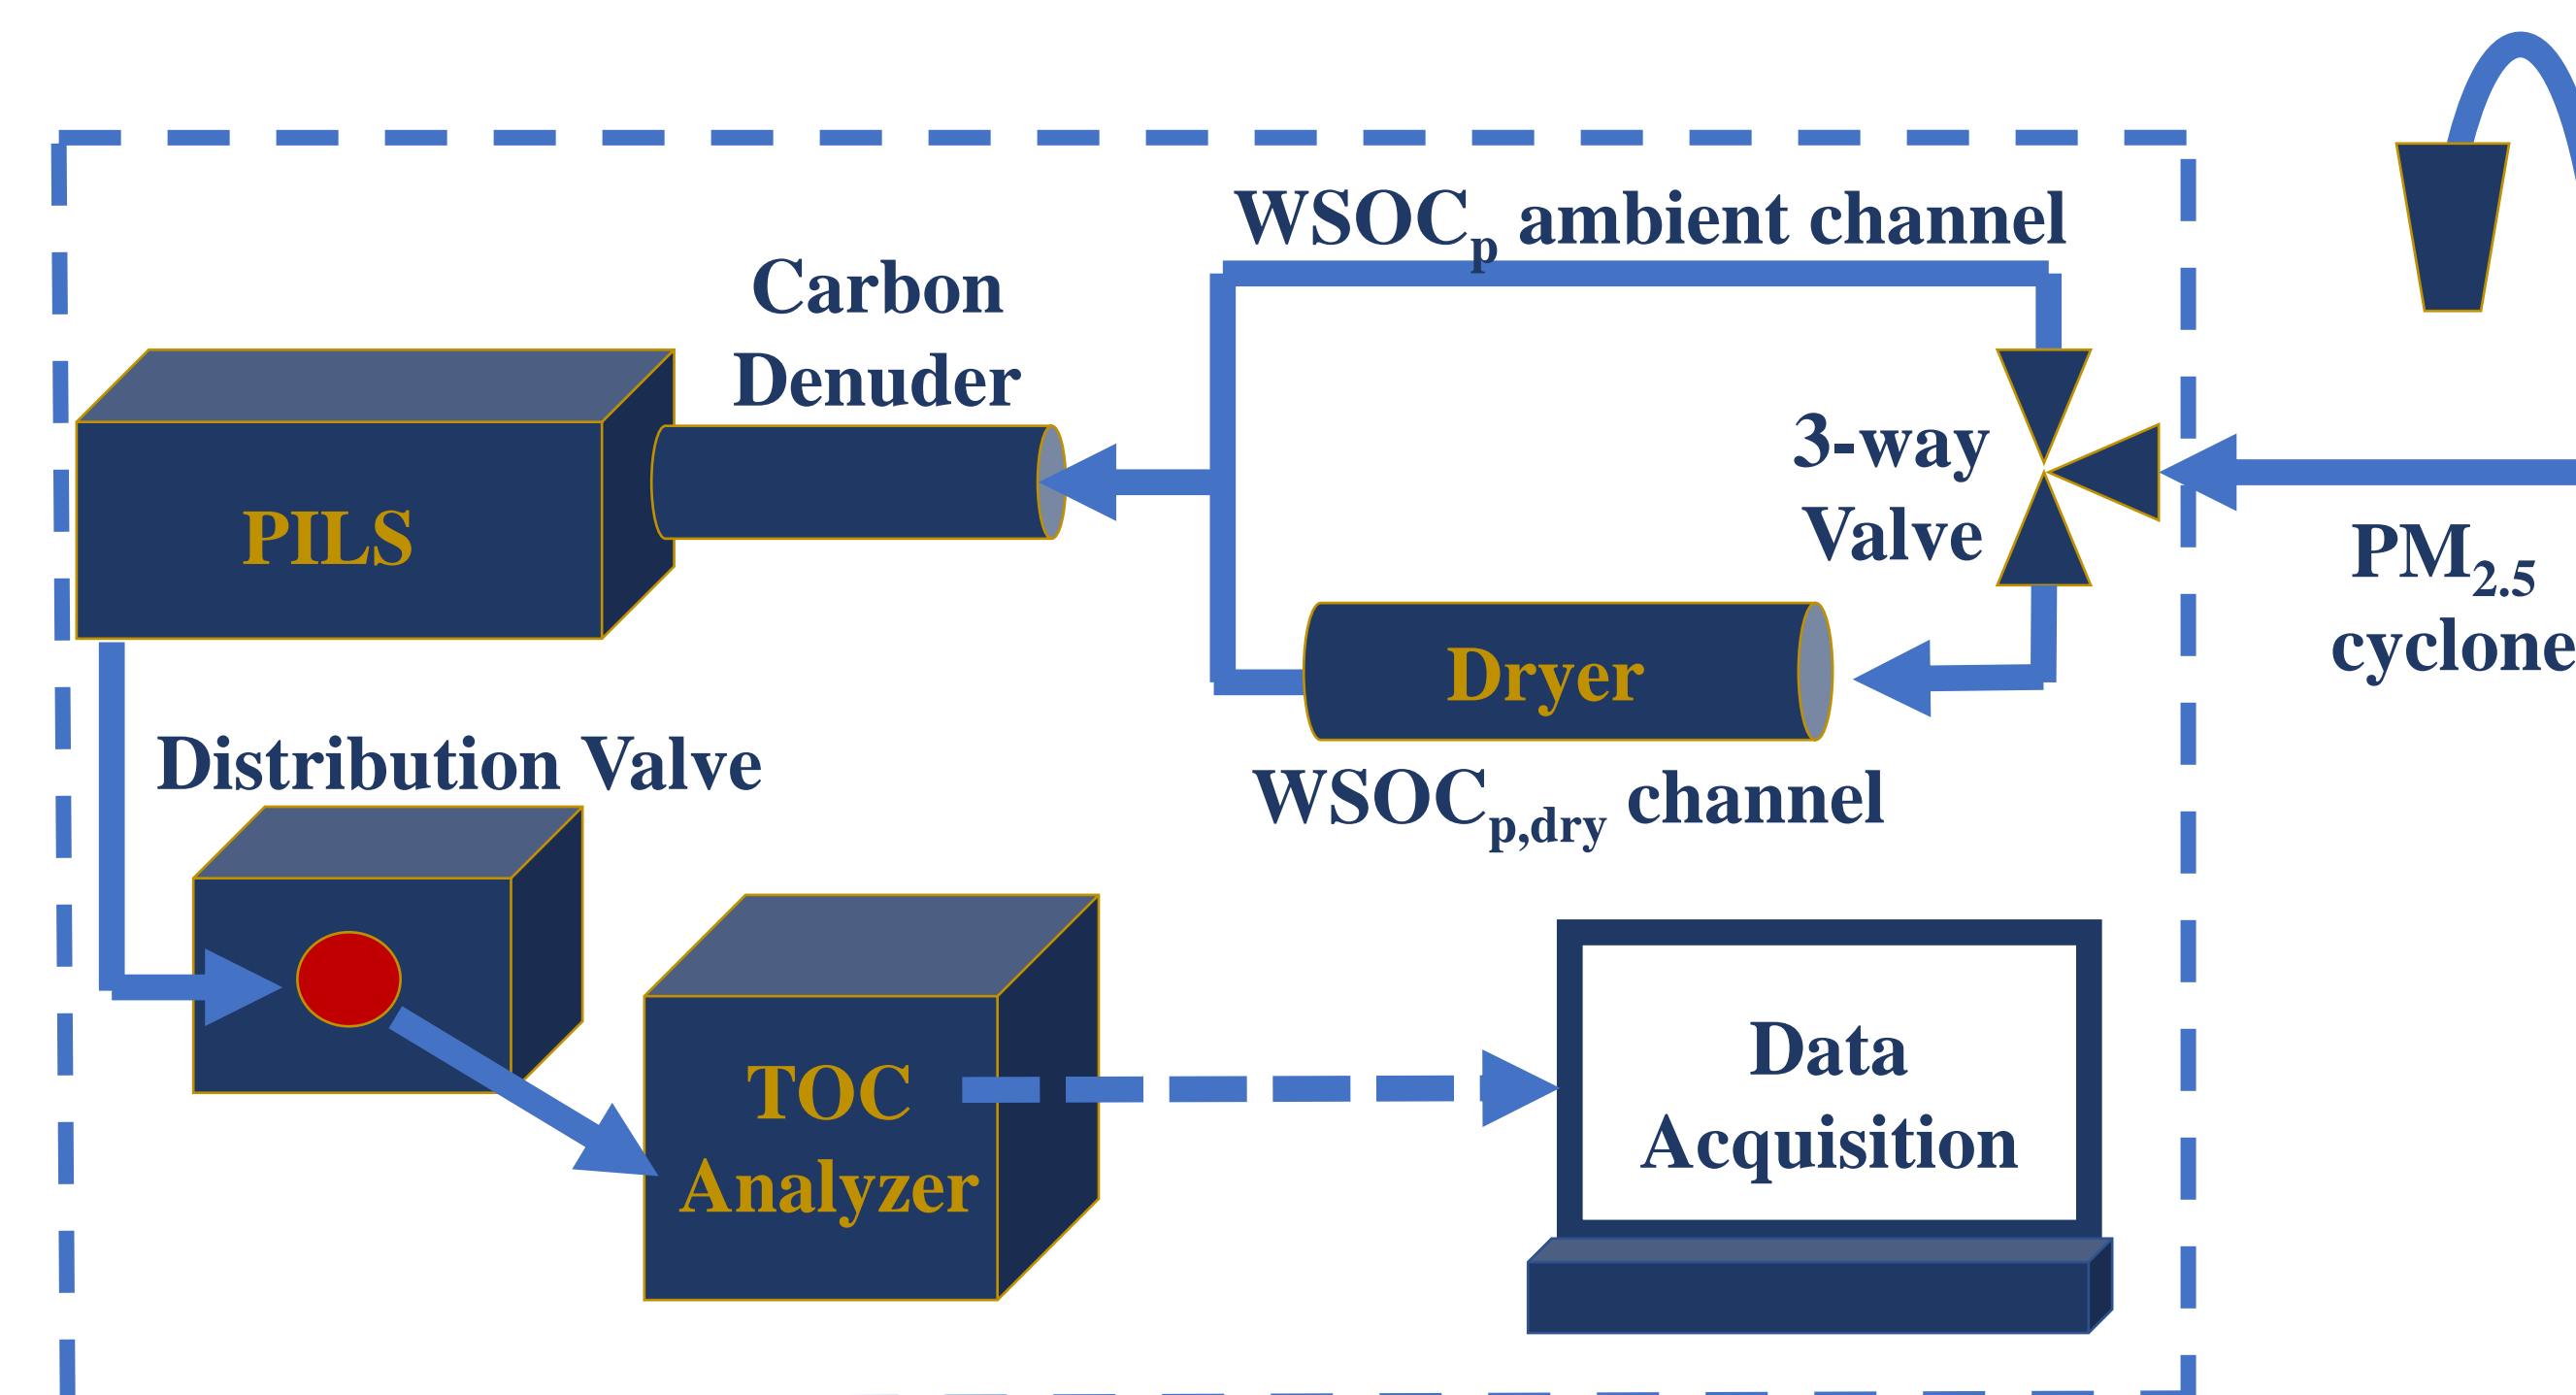 WSOCp ambient channel
Carbon
Denuder
3-way
Valve
PILS
PM2.5
cyclone
Dryer
WSOCp,dry channel
Distribution Valve
TOC
Analyzer
Data
Acquisition